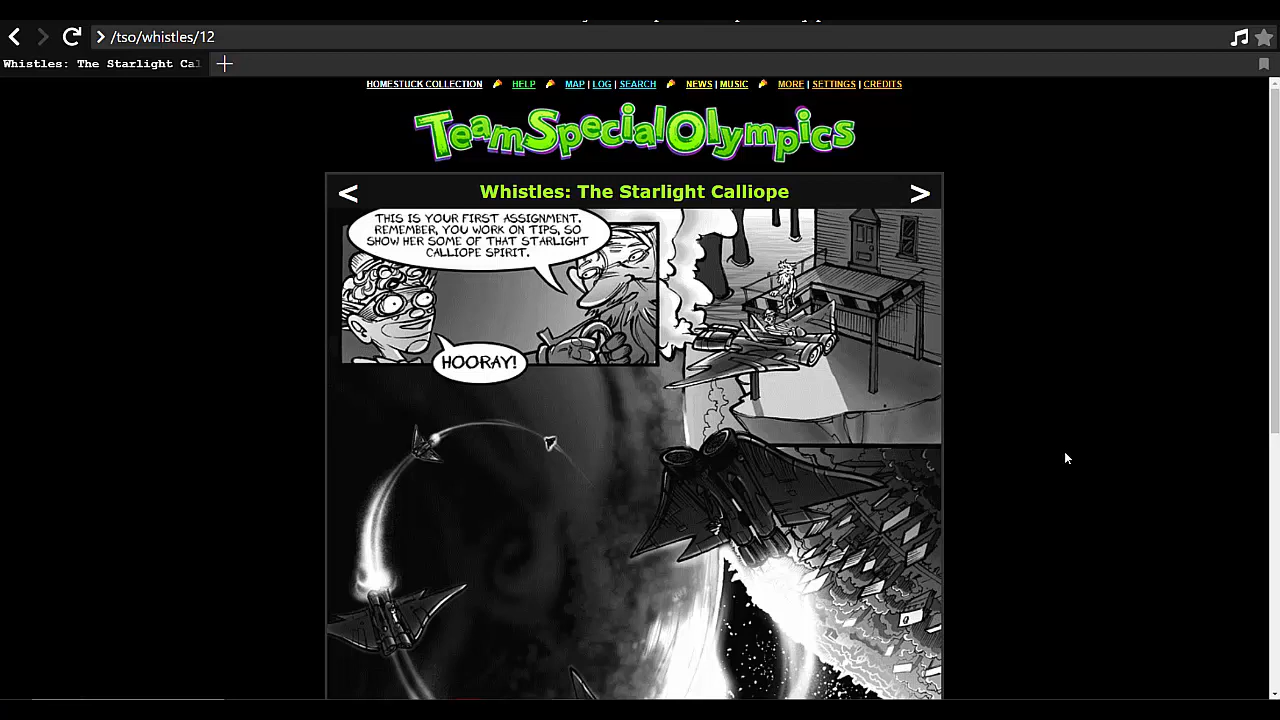 /tso/whistles/12
Whistles: The Starlight Cal
HOMESTUCK COLLECTION HELP MAP | LOG | SEARCH NEWS | MUSIC MORE | SETTINGS | CREDITS
TeamSpecialOlympics
< Whistles: The Starlight Calliope >
THIS IS YOUR FIRST ASSIGNMENT.
REMEMBER, YOU WORK ON TIPS, SO
SHOW HER SOME OF THAT STARLIGHT
CALLIOPE SPIRIT.
HOORAY!